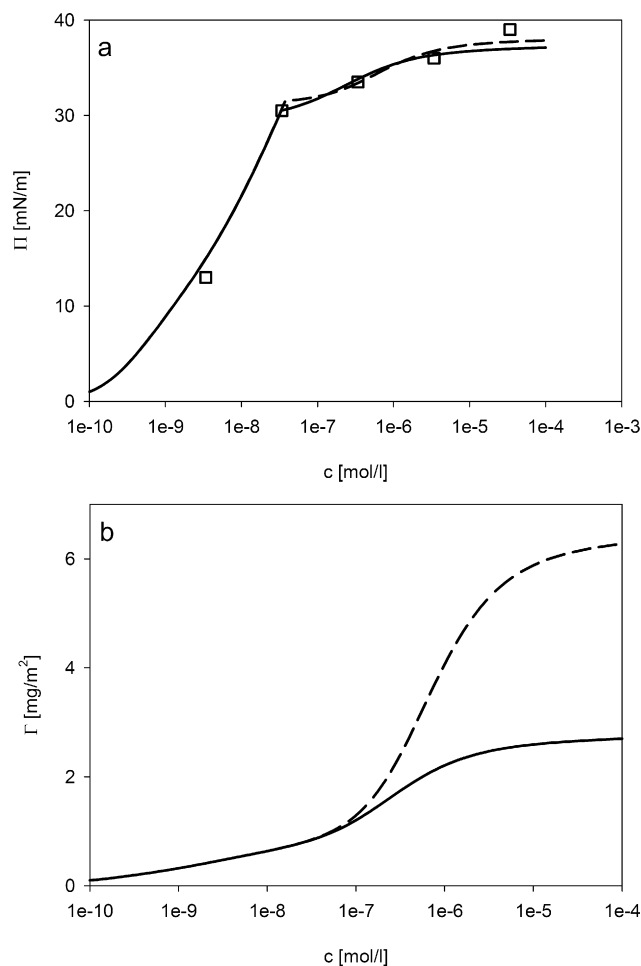 a
40
30
20
10
0
Π [mN/m]
1e-10 1e-9 1e-8 1e-7 1e-6 1e-5 1e-4 1e-3
c [mol/l]
b
6
4
2
0
Γ [mg/m²]
1e-10 1e-9 1e-8 1e-7 1e-6 1e-5 1e-4
c [mol/l]